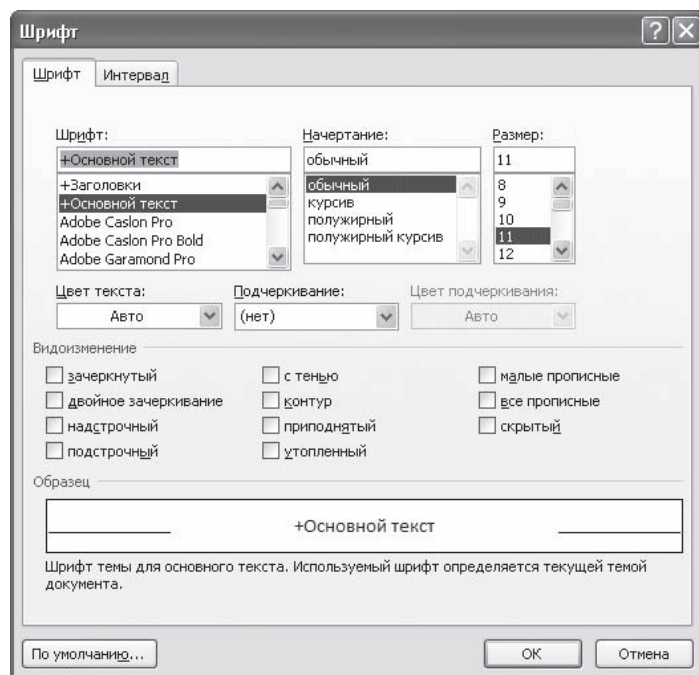 Шрифт
Шрифт Интервал
Шрифт: Начертание: Размер:
+Основной текст обычный 11
+Заголовки обычный 8
+Основной текст курсив 9
Adobe Caslon Pro полужирный 10
Adobe Caslon Pro Bold полужирный курсив 11
Adobe Garamond Pro 12
Цвет текста: Подчеркивание: Цвет подчеркивания:
Авто (нет) Авто
Видоизменение
зачеркнутый с тенью малые прописные
двойное зачеркивание контур все прописные
надстрочный приподнятый скрытый
подстрочный утопленный
Образец
+Основной текст
Шрифт темы для основного текста. Используемый шрифт определяется текущей темой
документа.
По умолчанию... ОК Отмена